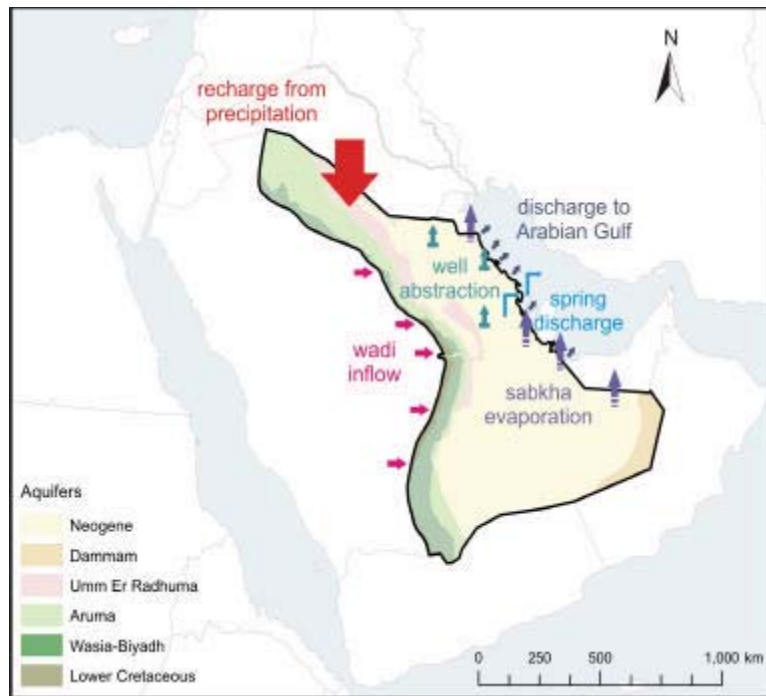 N
recharge from
precipitation
discharge to
Arabian Gulf
well
abstraction
spring
discharge
wadi
inflow
sabkha
evaporation
Aquifers
Neogene
Dammam
Umm Er Radhuma
Aruma
Wasia-Biyadh
Lower Cretaceous
0 250 500 1,000 km